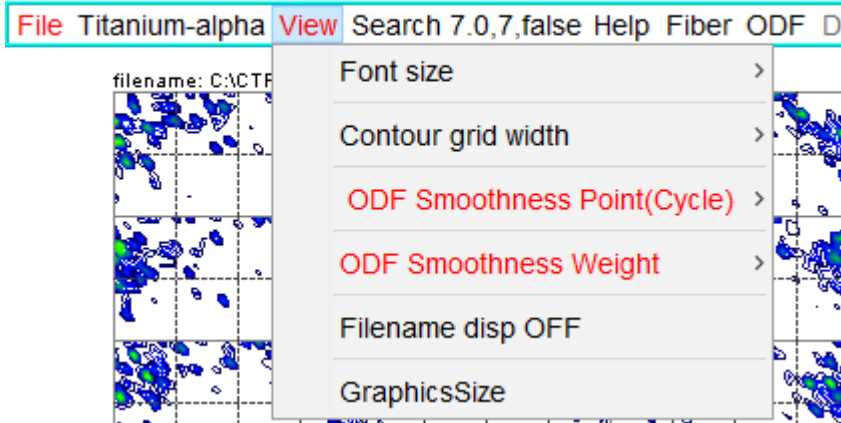 File Titanium-alpha View Search 7.0,7,false Help Fiber ODF D
filename: C:\CTR
Font size
Contour grid width
ODF Smoothness Point(Cycle)
ODF Smoothness Weight
Filename disp OFF
GraphicsSize